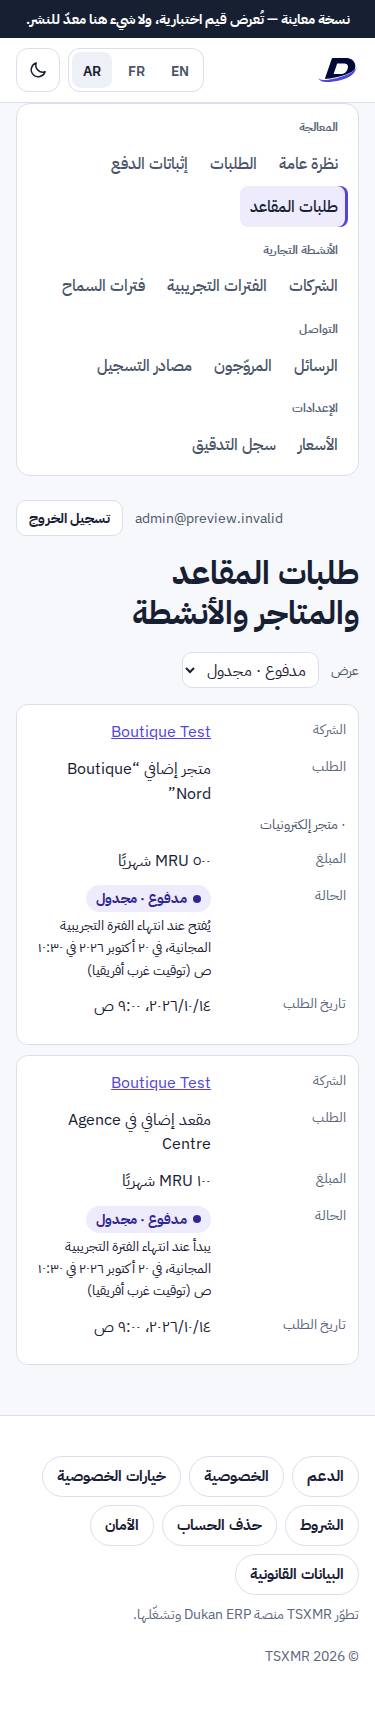 نسخة معاينة — تُعرض قيم اختبارية، ولا شيء هنا معدّ للنشر.
AR FR EN
المعالجة
نظرة عامة الطلبات إثباتات الدفع
طلبات المقاعد
الأنشطة التجارية
الشركات الفترات التجريبية فترات السماح
التواصل
الرسائل المروّجون مصادر التسجيل
الإعدادات
الأسعار سجل التدقيق
admin@preview.invalid تسجيل الخروج
طلبات المقاعد
والمتاجر والأنشطة
عرض مدفوع · مجدول
الشركة Boutique Test
الطلب متجر إضافي “Boutique
Nord”
· متجر إلكترونيات
المبلغ ٥٠٠ MRU شهريًا
الحالة مدفوع · مجدول
يُفتح عند انتهاء الفترة التجريبية
المجانية، في ٢٠ أكتوبر ٢٠٢٦ في ١٠:٣٠
ص (توقيت غرب أفريقيا)
تاريخ الطلب ١٤‏/١٠‏/٢٠٢٦، ٩:٠٠ ص
الشركة Boutique Test
الطلب مقعد إضافي في Agence
Centre
المبلغ ١٠٠ MRU شهريًا
الحالة مدفوع · مجدول
يبدأ عند انتهاء الفترة التجريبية
المجانية، في ٢٠ أكتوبر ٢٠٢٦ في ١٠:٣٠
ص (توقيت غرب أفريقيا)
تاريخ الطلب ١٤‏/١٠‏/٢٠٢٦، ٩:٠٠ ص
الدعم الخصوصية خيارات الخصوصية
الشروط حذف الحساب الأمان
البيانات القانونية
تطوّر TSXMR منصة Dukan ERP وتشغّلها.
© 2026 TSXMR